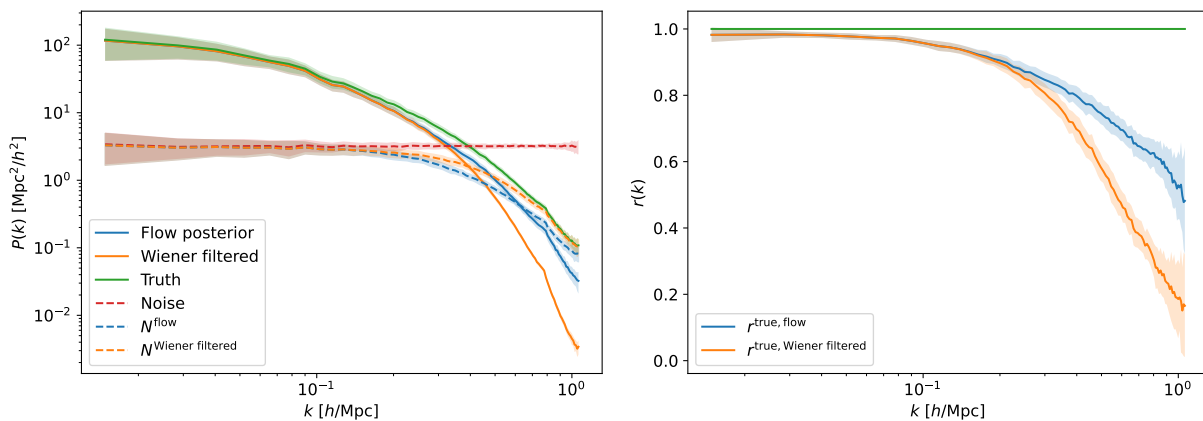 P(k) [Mpc²/h²]
10²
10¹
10⁰
10⁻¹
10⁻²
Flow posterior
Wiener filtered
Truth
Noise
N^flow
N^Wiener filtered
10⁻¹
10⁰
k [h/Mpc]
r(k)
1.0
0.8
0.6
0.4
0.2
0.0
r^true, flow
r^true, Wiener filtered
10⁻¹
10⁰
k [h/Mpc]